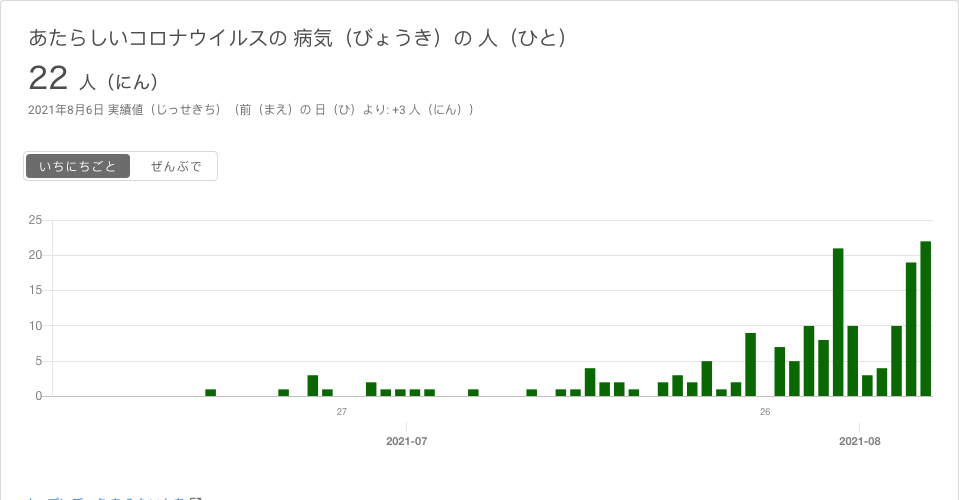 あたらしいコロナウイルスの 病気（びょうき）の 人（ひと）
22 人（にん）
2021年8月6日 実績値（じっせきち）（前（まえ）の 日（ひ）より: +3 人（にん））
いちにちごと ぜんぶで
25
20
15
10
5
0
27 26
2021-07 2021-08